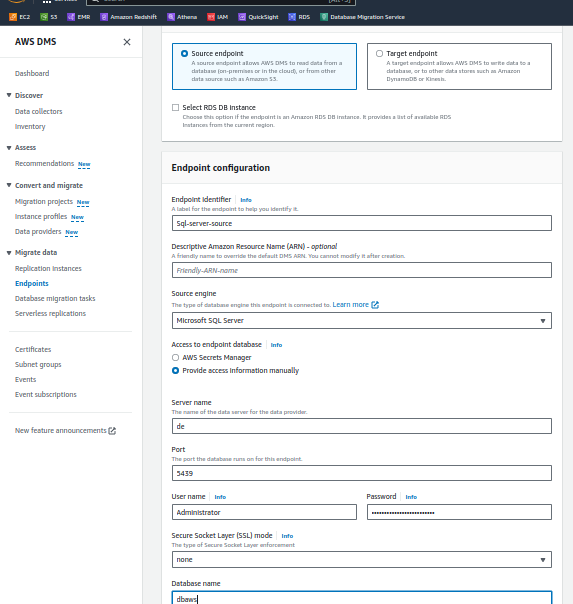 Services
[Alt+S]
EC2 S3 EMR Amazon Redshift Athena IAM QuickSight RDS Database Migration Service
AWS DMS
Dashboard
Discover
Data collectors
Inventory
Assess
Recommendations New
Convert and migrate
Migration projects New
Instance profiles New
Data providers New
Migrate data
Replication instances
Endpoints
Database migration tasks
Serverless replications
Certificates
Subnet groups
Events
Event subscriptions
New feature announcements
Source endpoint
A source endpoint allows AWS DMS to read data from a
database (on-premises or in the cloud), or from other
data source such as Amazon S3.
Target endpoint
A target endpoint allows AWS DMS to write data to a
database, or to other data stores such as Amazon
DynamoDB or Kinesis.
Select RDS DB instance
Choose this option if the endpoint is an Amazon RDS DB instance. It provides a list of available RDS
instances from the current region.
Endpoint configuration
Endpoint identifier Info
A label for the endpoint to help you identify it.
Sql-server-source
Descriptive Amazon Resource Name (ARN) - optional
A friendly name to override the default DMS ARN. You cannot modify it after creation.
Friendly-ARN-name
Source engine
The type of database engine this endpoint is connected to. Learn more
Microsoft SQL Server
Access to endpoint database Info
AWS Secrets Manager
Provide access information manually
Server name
The name of the data server for the data provider.
de
Port
The port the database runs on for this endpoint.
5439
User name Info
Administrator
Password Info
Secure Socket Layer (SSL) mode Info
The type of Secure Socket Layer enforcement
none
Database name
dbaws